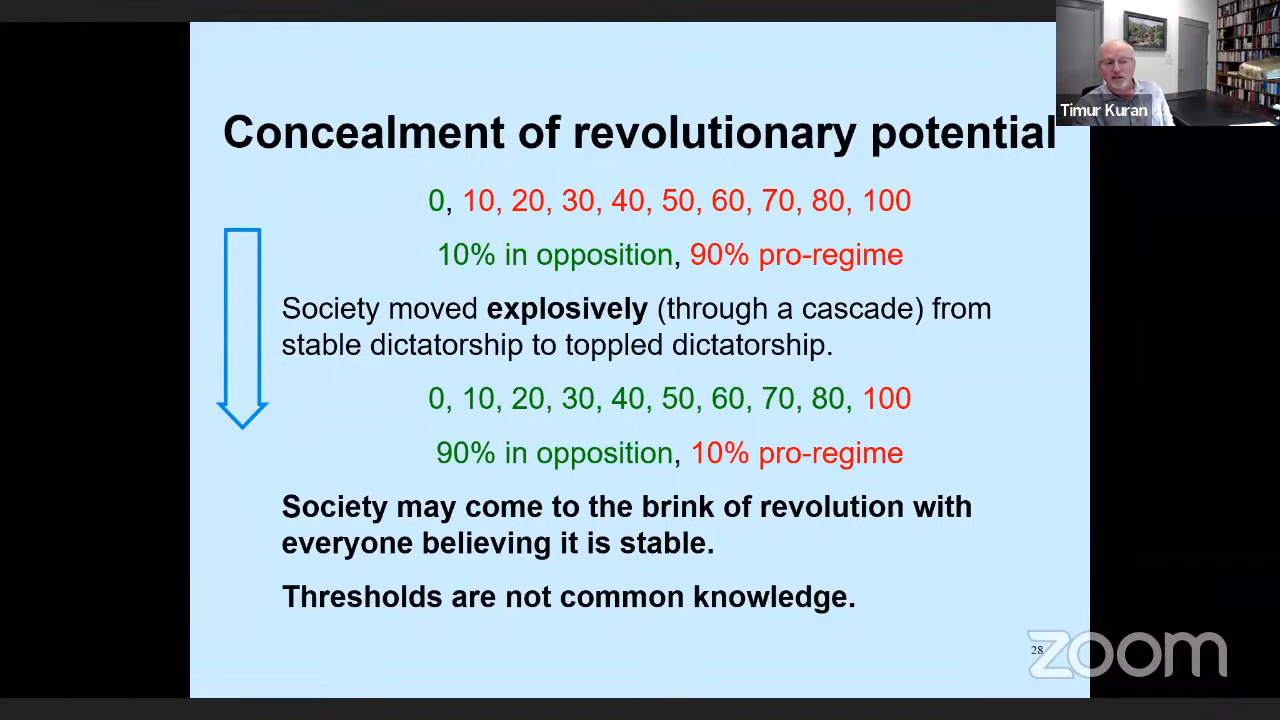 Timur Kuran
Concealment of revolutionary potential
0, 10, 20, 30, 40, 50, 60, 70, 80, 100
10% in opposition, 90% pro-regime
Society moved explosively (through a cascade) from
stable dictatorship to toppled dictatorship.
0, 10, 20, 30, 40, 50, 60, 70, 80, 100
90% in opposition, 10% pro-regime
Society may come to the brink of revolution with
everyone believing it is stable.
Thresholds are not common knowledge.
28
zoom